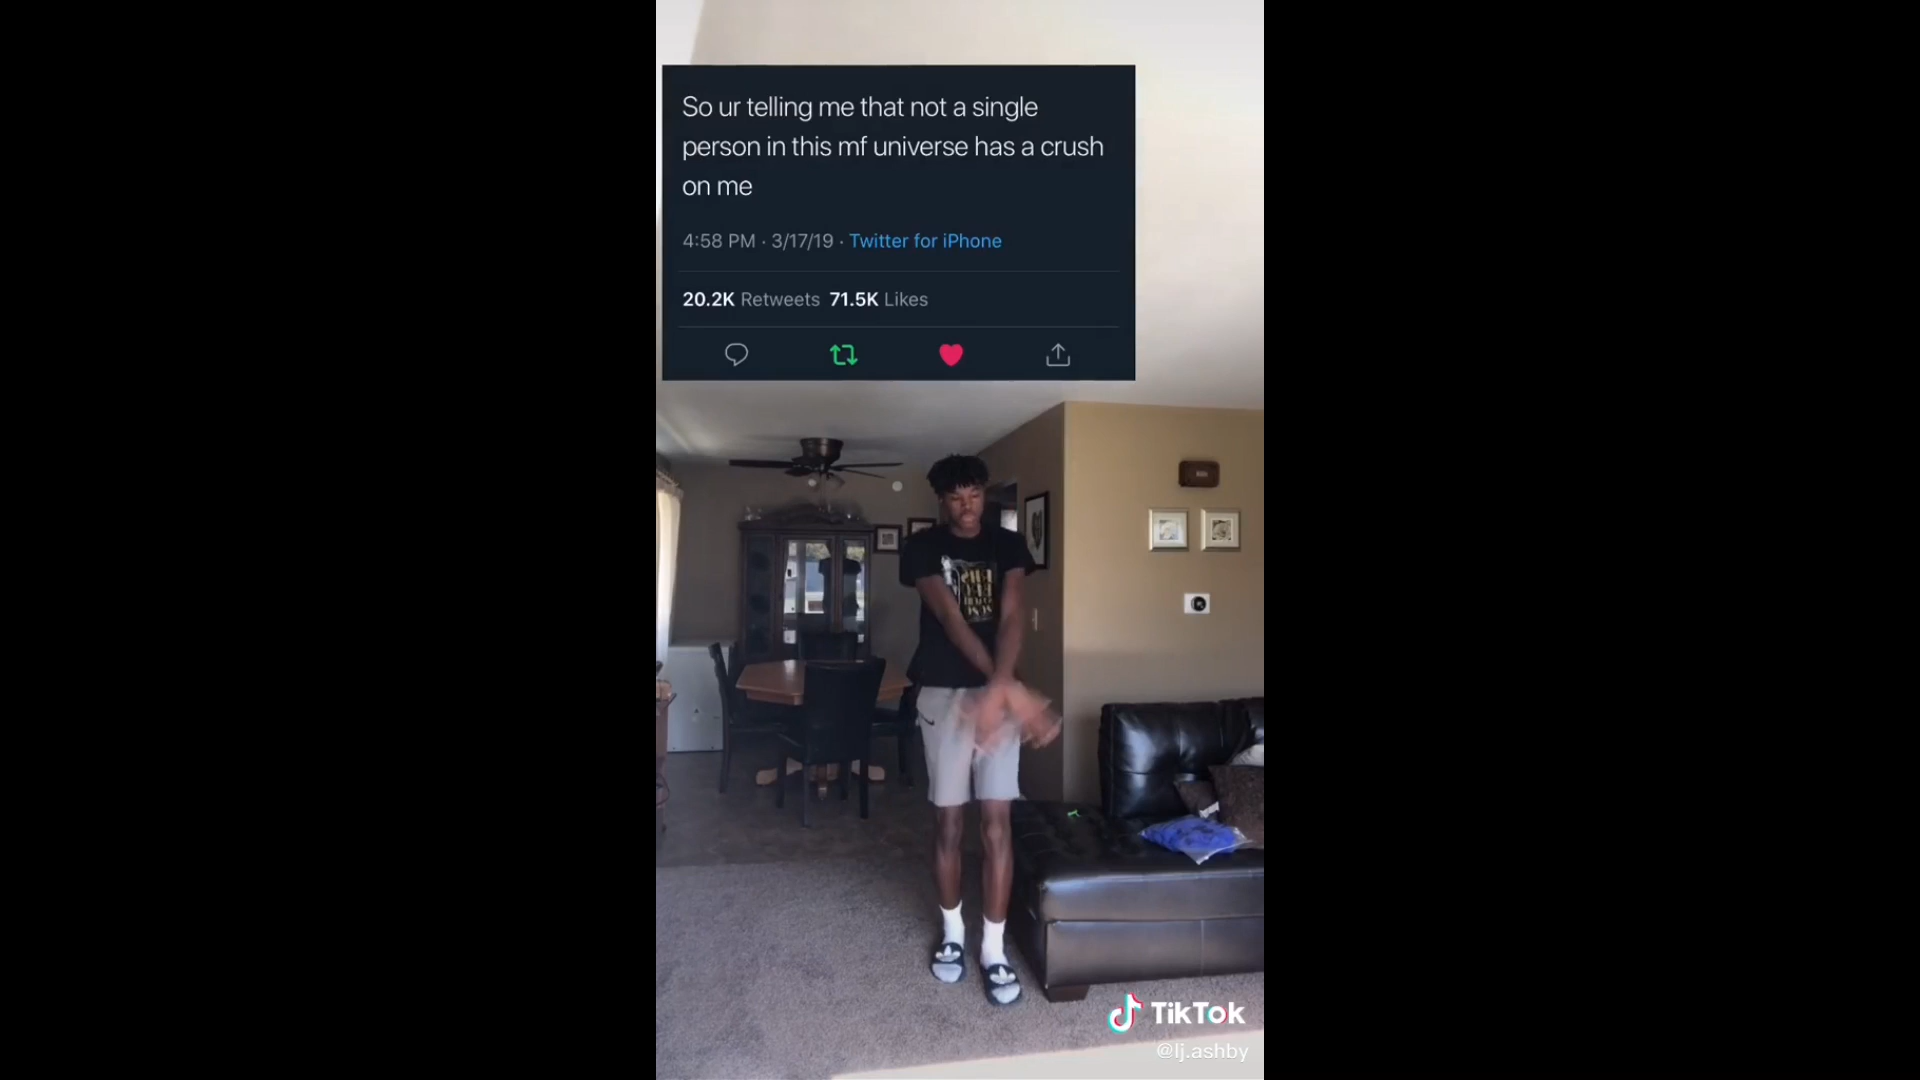 So ur telling me that not a single
person in this mf universe has a crush
on me
4:58 PM · 3/17/19 · Twitter for iPhone
20.2K Retweets 71.5K Likes
TikTok
@lj.ashby